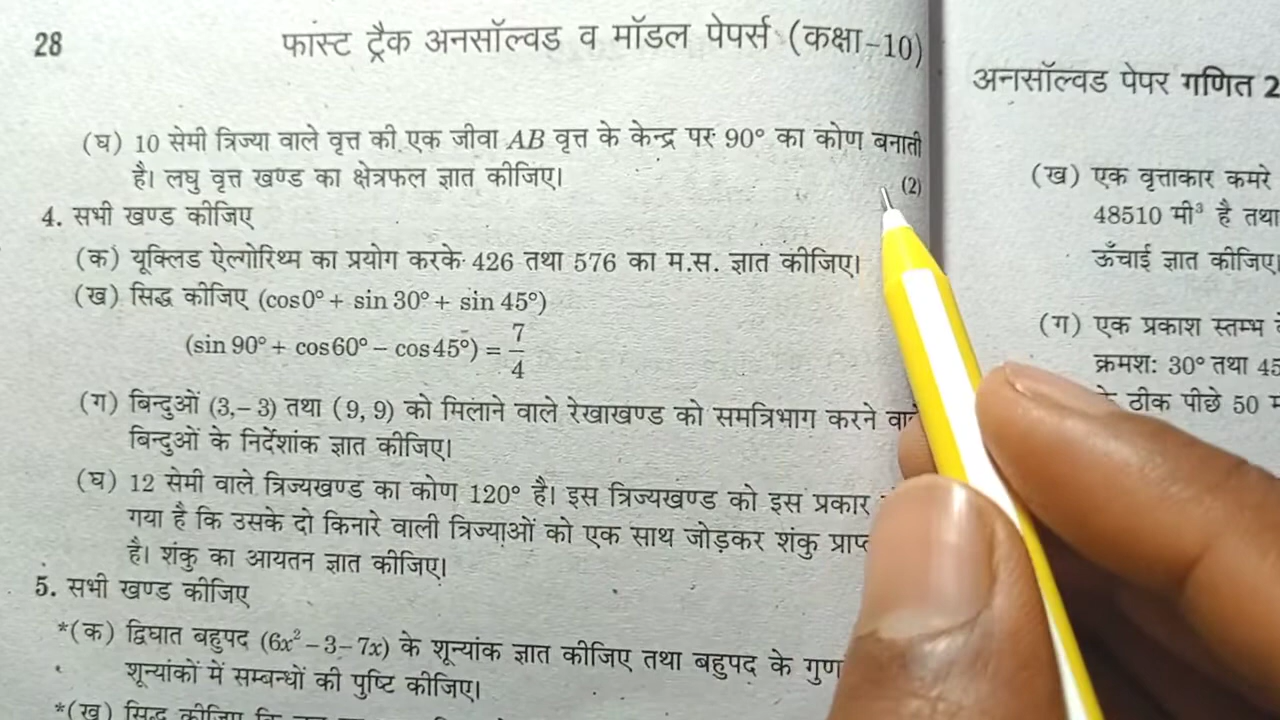 28
फास्ट ट्रैक अनसॉल्वड व मॉडल पेपर्स (कक्षा-10)
(घ) 10 सेमी त्रिज्या वाले वृत्त की एक जीवा AB वृत्त के केन्द्र पर 90° का कोण बनाती
है। लघु वृत्त खण्ड का क्षेत्रफल ज्ञात कीजिए। (2)
4. सभी खण्ड कीजिए
(क) यूक्लिड ऐल्गोरिथ्म का प्रयोग करके 426 तथा 576 का म.स. ज्ञात कीजिए।
(ख) सिद्ध कीजिए (cos0° + sin 30° + sin 45°)
(sin 90° + cos60° − cos45°) = 7/4
(ग) बिन्दुओं (3,− 3) तथा (9, 9) को मिलाने वाले रेखाखण्ड को समत्रिभाग करने
बिन्दुओं के निर्देशांक ज्ञात कीजिए।
(घ) 12 सेमी वाले त्रिज्यखण्ड का कोण 120° है। इस त्रिज्यखण्ड को इस प्रकार
गया है कि उसके दो किनारे वाली त्रिज्याओं को एक साथ जोड़कर शंकु
है। शंकु का आयतन ज्ञात कीजिए।
5. सभी खण्ड कीजिए
*(क) द्विघात बहुपद (6x² − 3 − 7x) के शून्यांक ज्ञात कीजिए तथा बहुपद के
शून्यांकों में सम्बन्धों की पुष्टि कीजिए।
*(ख) सिद्ध कीजिए कि
अनसॉल्वड पेपर गणित 2
(ख) एक वृत्ताकार कमरे
48510 मी³ है तथा
ऊँचाई ज्ञात कीजिए।
(ग) एक प्रकाश स्तम्भ
क्रमश: 30° तथा 45
ठीक पीछे 50